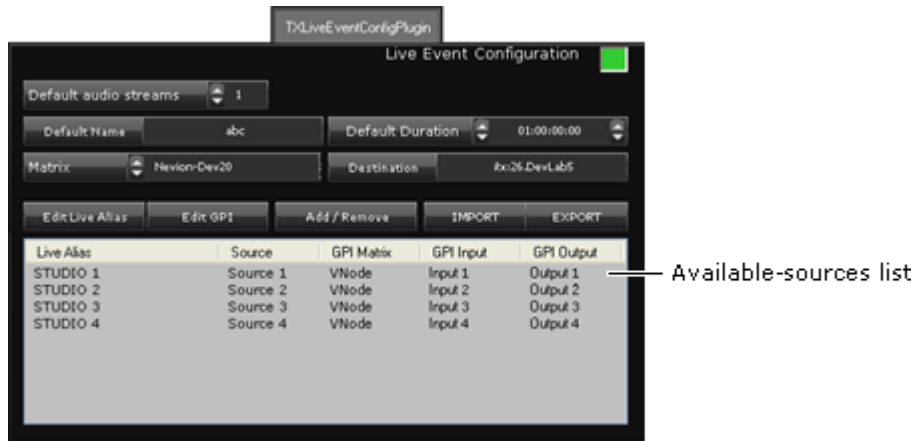 TXLiveEventConfigPlugin
Live Event Configuration
Default audio streams 1
Default Name abc Default Duration 01:00:00:00
Matrix Nevion-Dev20 Destination itx:26.DevLab5
Edit Live Alias Edit GPI Add / Remove IMPORT EXPORT
Live Alias Source GPI Matrix GPI Input GPI Output
STUDIO 1 Source 1 VNode Input 1 Output 1
STUDIO 2 Source 2 VNode Input 2 Output 2
STUDIO 3 Source 3 VNode Input 3 Output 3
STUDIO 4 Source 4 VNode Input 4 Output 4
Available-sources list